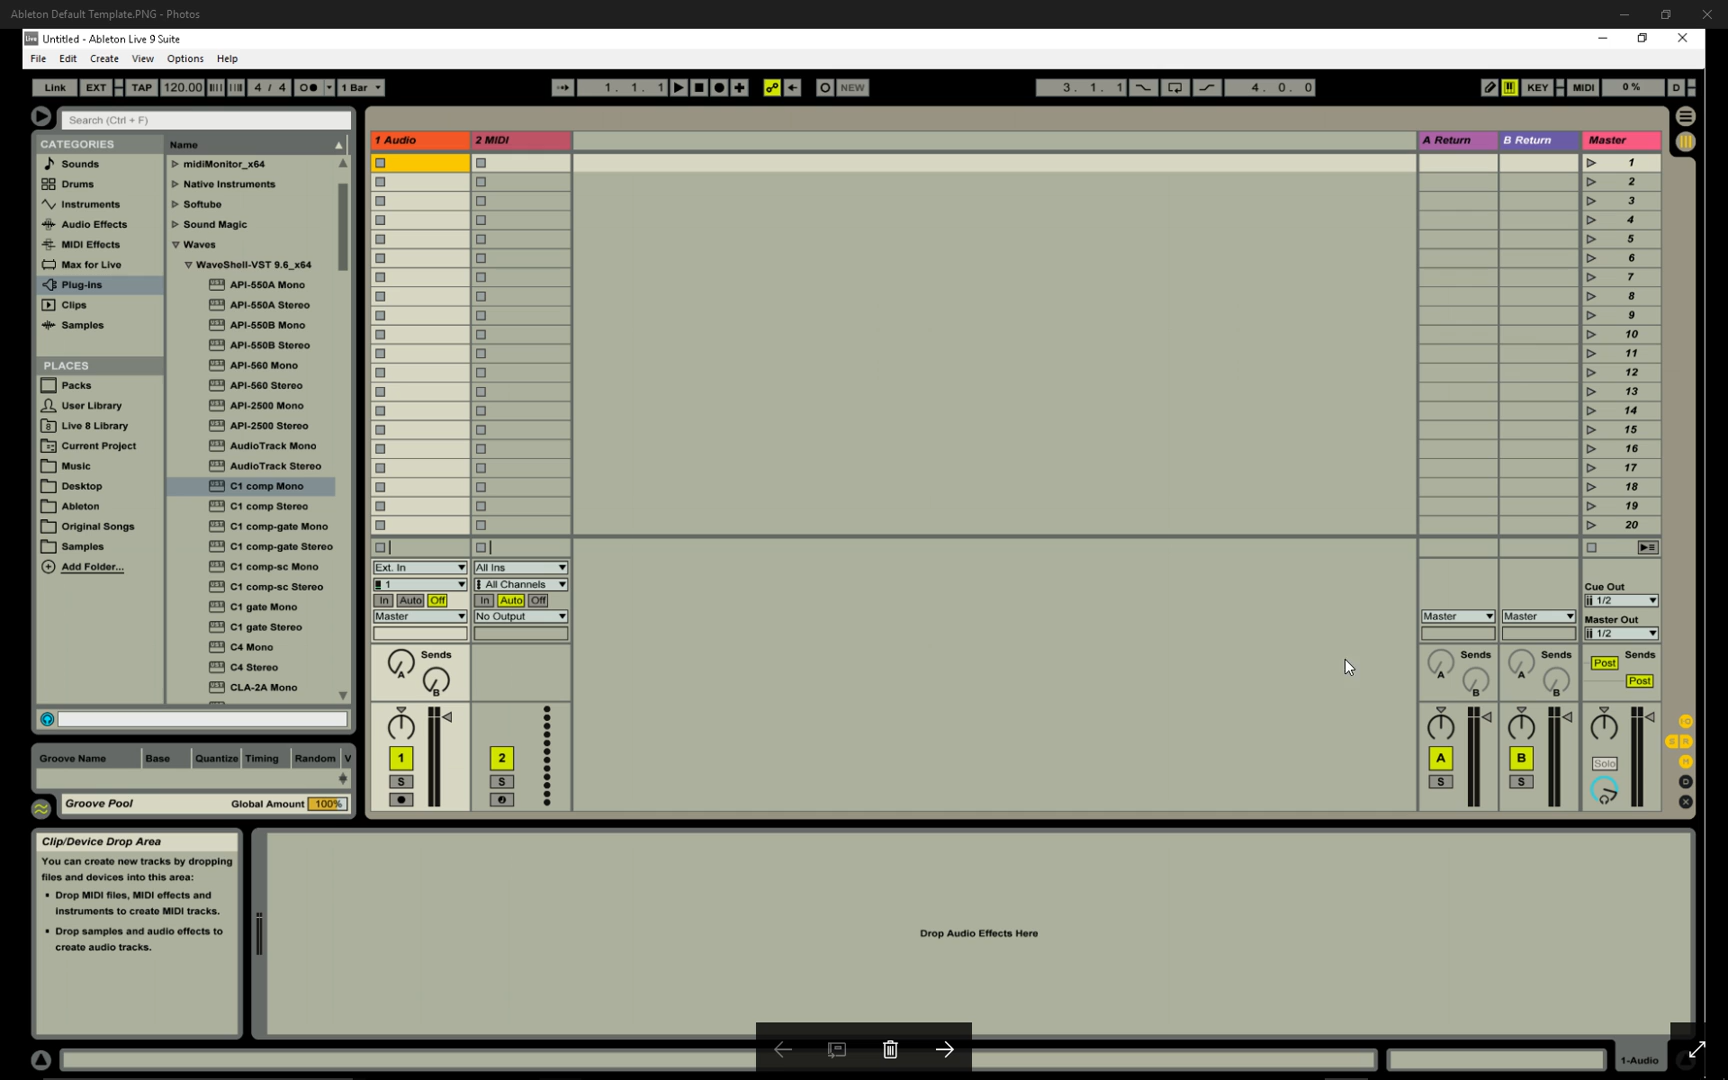 Ableton Default Template.PNG - Photos
Live Untitled - Ableton Live 9 Suite
File Edit Create View Options Help
Link EXT TAP 120.00 4 / 4 1 Bar 1. 1. 1 NEW 3. 1. 1 4. 0. 0 KEY MIDI 0 % D
Search (Ctrl + F)
CATEGORIES
Sounds
Drums
Instruments
Audio Effects
MIDI Effects
Max for Live
Plug-ins
Clips
Samples
PLACES
Packs
User Library
Live 8 Library
Current Project
Music
Desktop
Ableton
Original Songs
Samples
Add Folder...
Name
midiMonitor_x64
Native Instruments
Softube
Sound Magic
Waves
WaveShell-VST 9.6_x64
API-550A Mono
API-550A Stereo
API-550B Mono
API-550B Stereo
API-560 Mono
API-560 Stereo
API-2500 Mono
API-2500 Stereo
AudioTrack Mono
AudioTrack Stereo
C1 comp Mono
C1 comp Stereo
C1 comp-gate Mono
C1 comp-gate Stereo
C1 comp-sc Mono
C1 comp-sc Stereo
C1 gate Mono
C1 gate Stereo
C4 Mono
C4 Stereo
CLA-2A Mono
Groove Name Base Quantize Timing Random V
Groove Pool Global Amount 100%
1 Audio 2 MIDI A Return B Return Master
1
2
3
4
5
6
7
8
9
10
11
12
13
14
15
16
17
18
19
20
Ext. In All Ins
1 All Channels
In Auto Off In Auto Off
Master No Output Master Master
Cue Out
1/2
Master Out
1/2
Sends Sends Sends Sends
A B A B A B Post Post
1 2 A B Solo
S S S S
I-O
S R
M
D
X
Clip/Device Drop Area
You can create new tracks by dropping
files and devices into this area:
• Drop MIDI files, MIDI effects and
instruments to create MIDI tracks.
• Drop samples and audio effects to
create audio tracks.
Drop Audio Effects Here
1-Audio